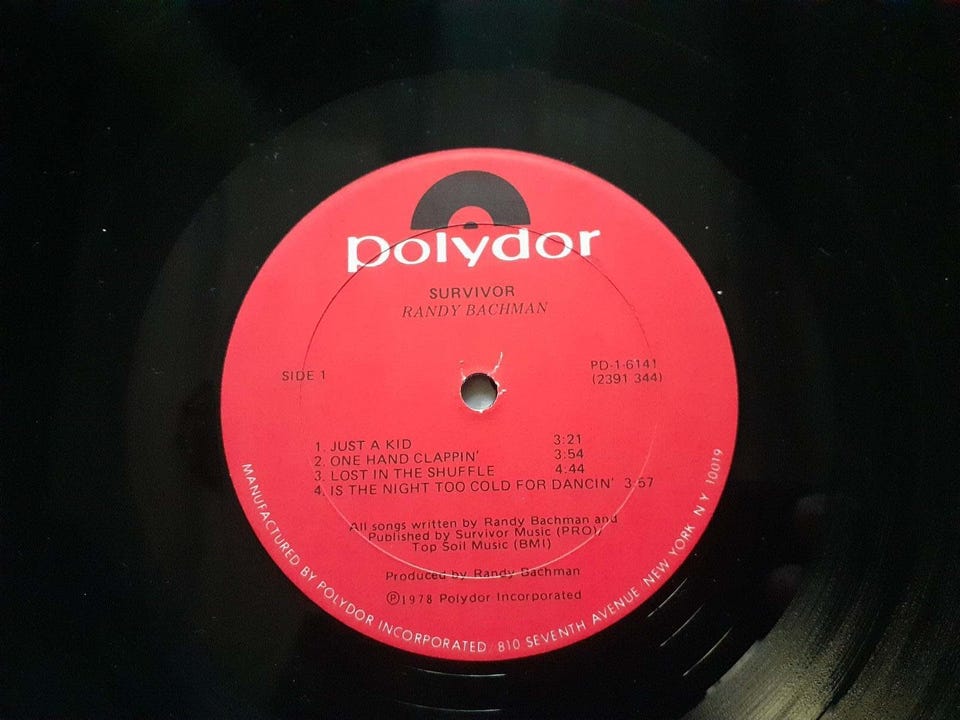 polydor
SURVIVOR
RANDY BACHMAN
SIDE 1
PD-1-6141
(2391 344)
1. JUST A KID 3:21
2. ONE HAND CLAPPIN' 3:54
3. LOST IN THE SHUFFLE 4:44
4. IS THE NIGHT TOO COLD FOR DANCIN' 3:57
All songs written by Randy Bachman and
Published by Survivor Music (PRO)/
Top Soil Music (BMI)
Produced by Randy Bachman
Ⓟ1978 Polydor Incorporated
MANUFACTURED BY POLYDOR INCORPORATED/810 SEVENTH AVENUE/NEW YORK N Y 10019